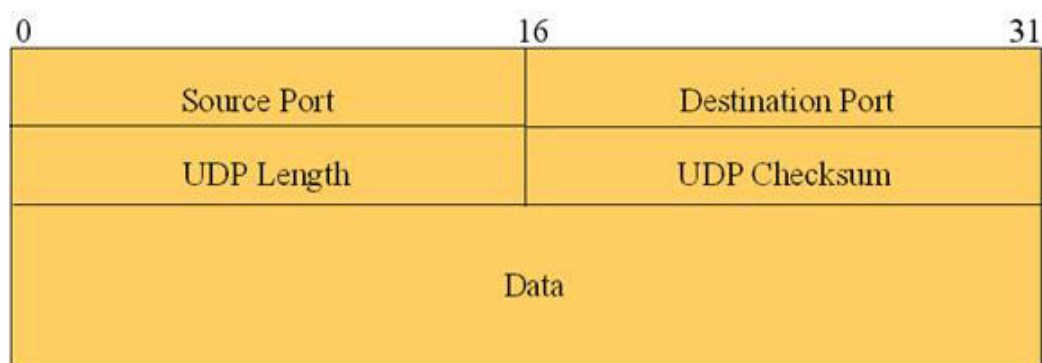 0 16 31
Source Port Destination Port
UDP Length UDP Checksum
Data